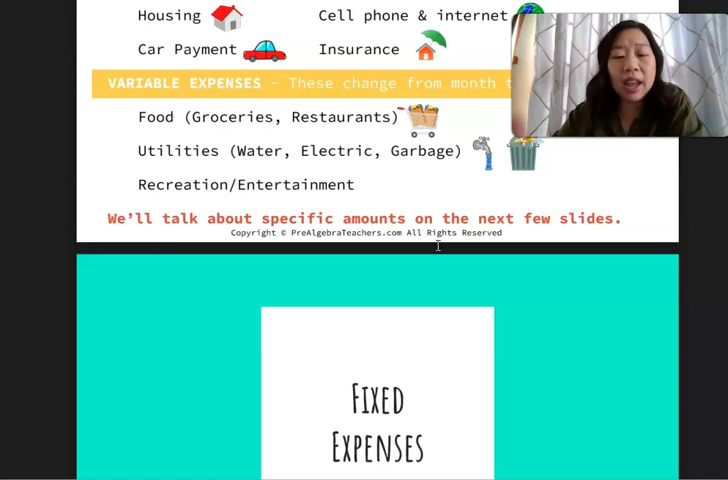 Housing
Cell phone & internet
Car Payment
Insurance
VARIABLE EXPENSES – These change from month
Food (Groceries, Restaurants)
Utilities (Water, Electric, Garbage)
Recreation/Entertainment
We’ll talk about specific amounts on the next few slides.
Copyright © PreAlgebraTeachers.com All Rights Reserved
FIXED
EXPENSES